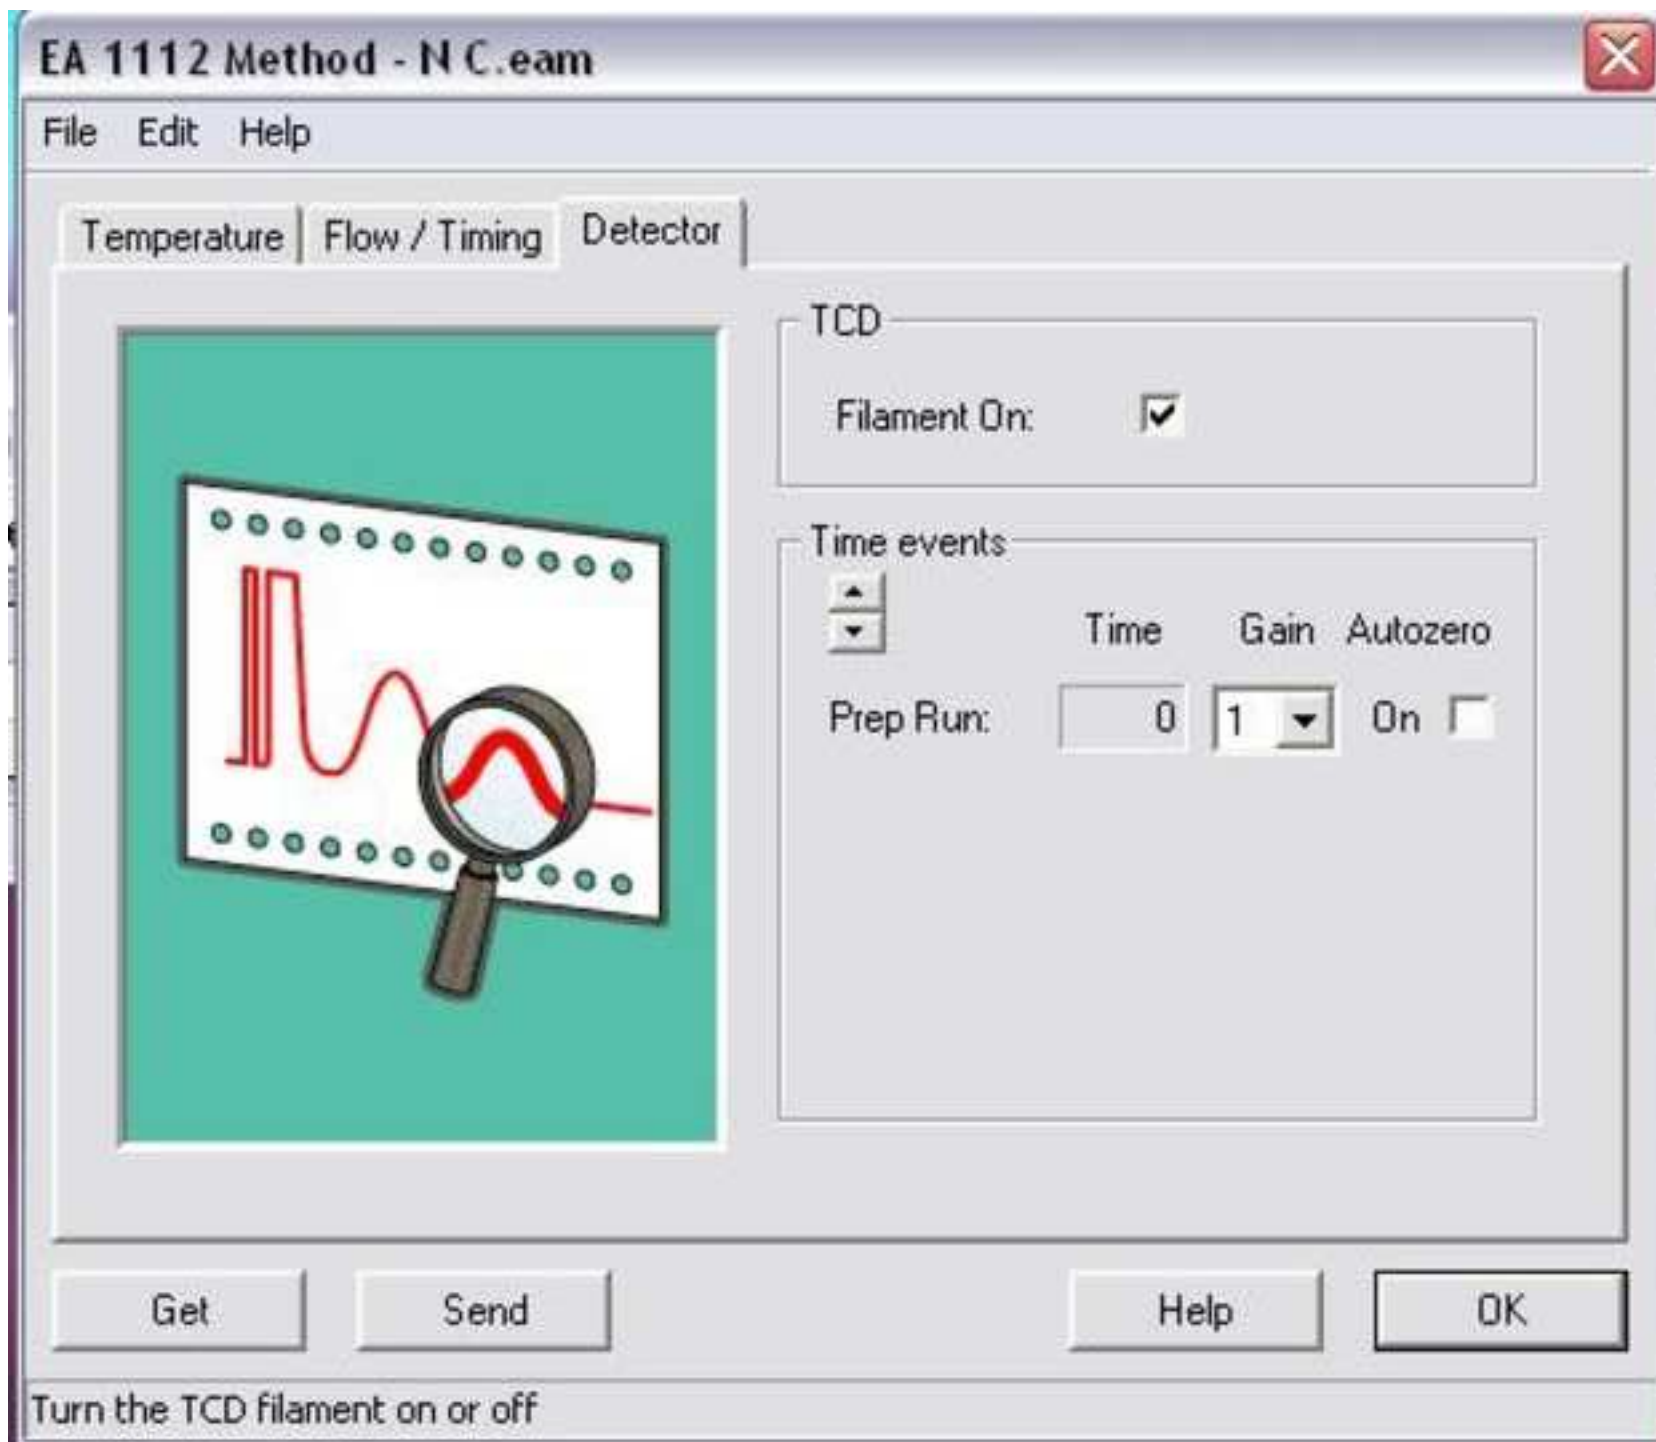 EA 1112 Method - N C.eam
File Edit Help
Temperature Flow / Timing Detector
TCD
Filament On:
Time events
Time Gain Autozero
Prep Run: 0 1 On
Get Send Help OK
Turn the TCD filament on or off